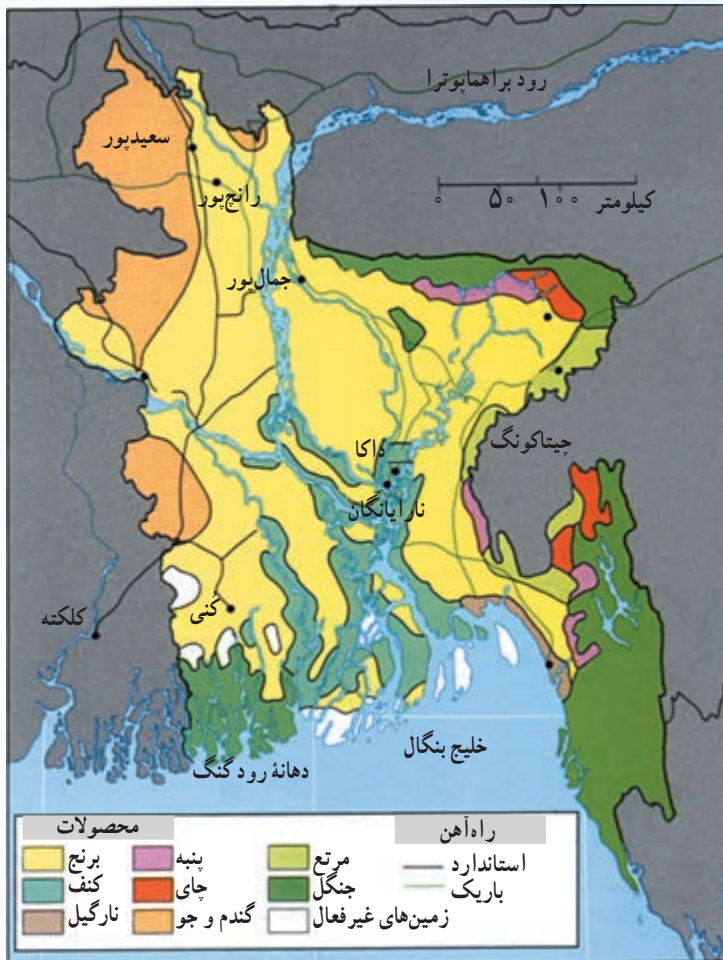 رود براهماپوترا
سعیدپور
رانچ‌پور
۰ ۵۰ ۱۰۰ کیلومتر
جمال‌پور
چیتاکونگ
داکا
نارایانگان
کُنی
کلکته
خلیج بنگال
دهانهٔ رود گنگ
محصولات
برنج
کنف
نارگیل
پنبه
چای
گندم و جو
مرتع
جنگل
زمین‌های غیرفعال
راه‌آهن
استاندارد
باریک